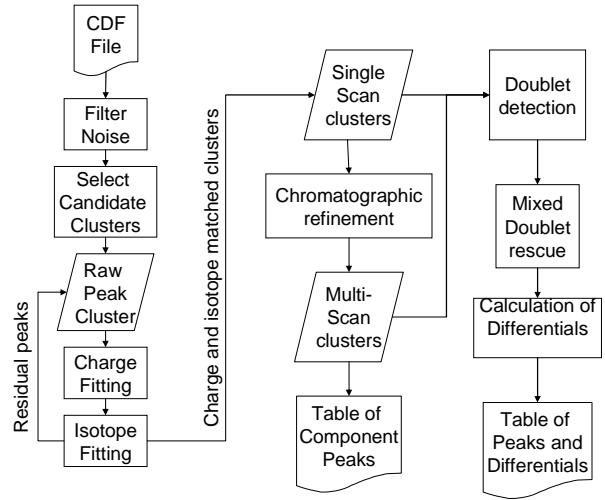 CDF
File
Filter
Noise
Select
Candidate
Clusters
Raw
Peak
Cluster
Charge
Fitting
Isotope
Fitting
Residual peaks
Charge and isotope matched clusters
Single
Scan
clusters
Chromatographic
refinement
Multi-
Scan
clusters
Table of
Component
Peaks
Doublet
detection
Mixed
Doublet
rescue
Calculation of
Differentials
Table of
Peaks and
Differentials